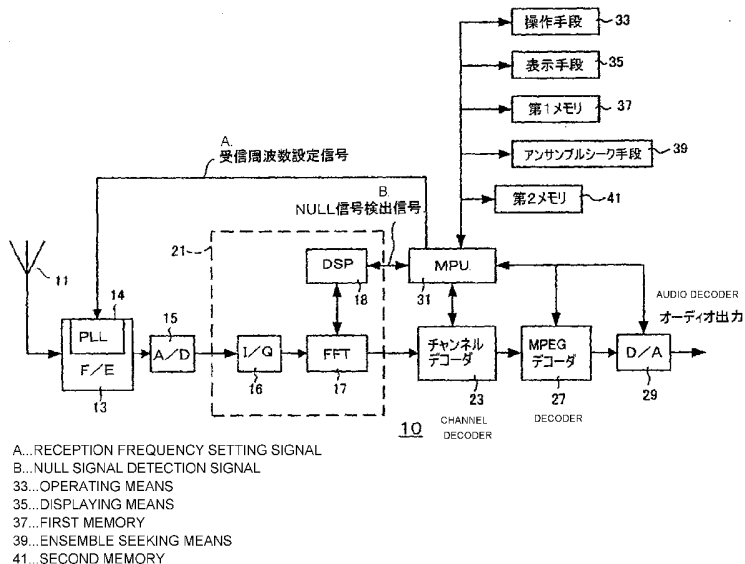 操作手段 33
表示手段 35
第1メモリ 37
アンサンブルシーク手段 39
第2メモリ 41
A.
受信周波数設定信号
B.
NULL信号検出信号
21
11
DSP
18
MPU
31
14
PLL
F/E
13
15
A/D
I/Q
16
FFT
17
チャンネル
デコーダ
23
CHANNEL
DECODER
MPEG
デコーダ
27
DECODER
D/A
29
AUDIO DECODER
オーディオ出力
10
A...RECEPTION FREQUENCY SETTING SIGNAL
B...NULL SIGNAL DETECTION SIGNAL
33...OPERATING MEANS
35...DISPLAYING MEANS
37...FIRST MEMORY
39...ENSEMBLE SEEKING MEANS
41...SECOND MEMORY